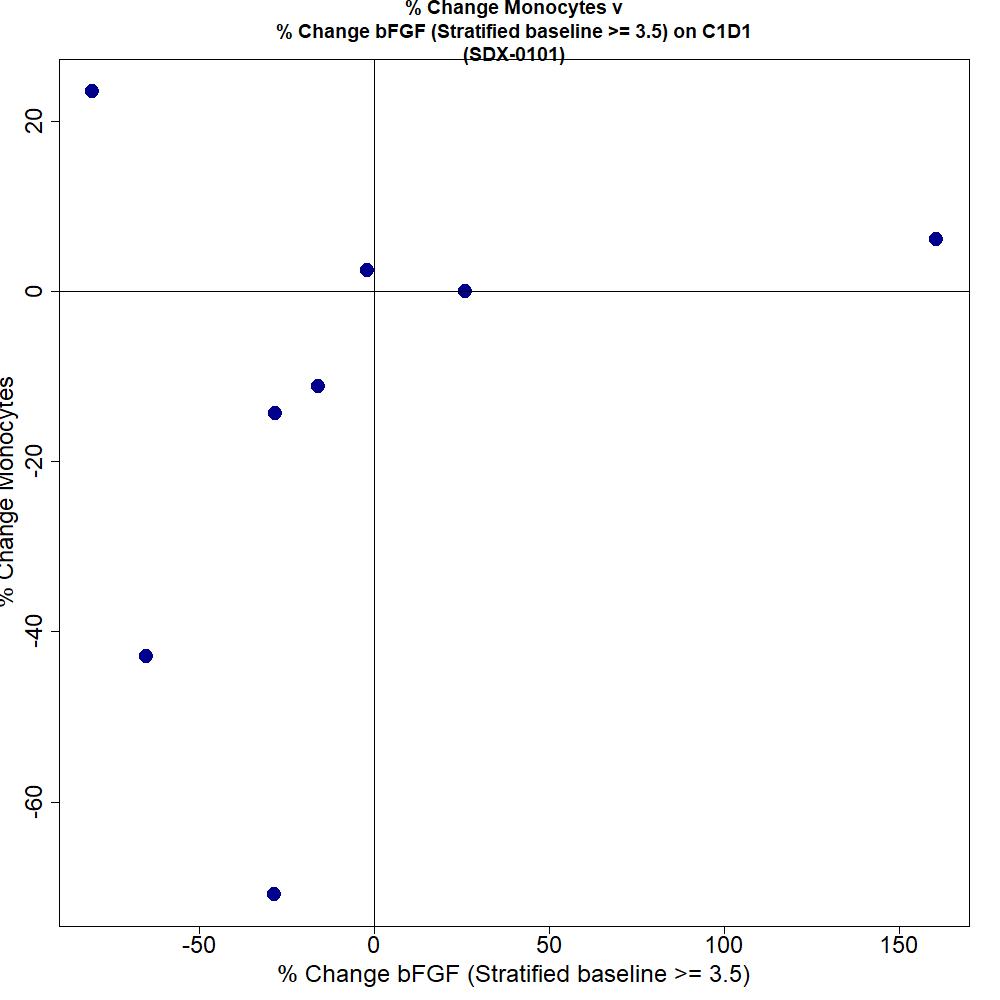 % Change Monocytes v
% Change bFGF (Stratified baseline >= 3.5) on C1D1
(SDX-0101)
% Change Monocytes
20
0
-20
-40
-60
-50 0 50 100 150
% Change bFGF (Stratified baseline >= 3.5)